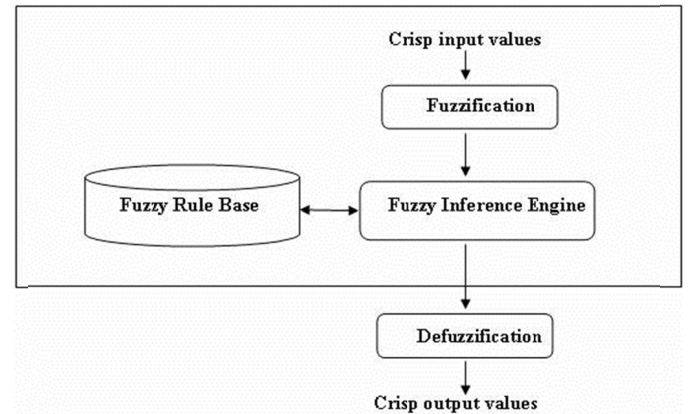 Crisp input values
Fuzzification
Fuzzy Rule Base
Fuzzy Inference Engine
Defuzzification
Crisp output values